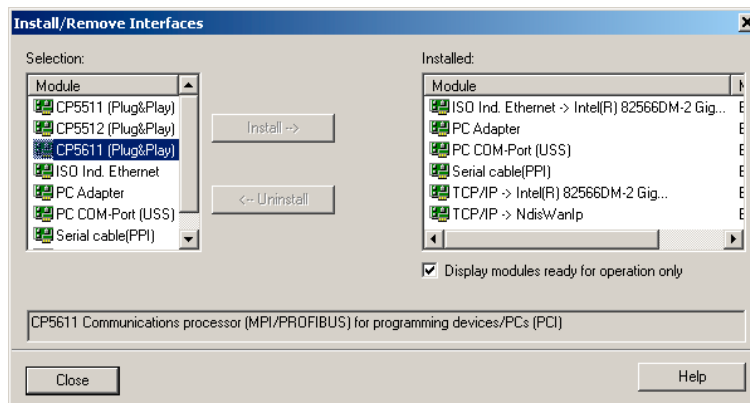 Install/Remove Interfaces
Selection:
Installed:
Module
CP5511 (Plug&Play)
CP5512 (Plug&Play)
CP5611 (Plug&Play)
ISO Ind. Ethernet
PC Adapter
PC COM-Port (USS)
Serial cable(PPI)
Install -->
<-- Uninstall
Module
ISO Ind. Ethernet -> Intel(R) 82566DM-2 Gig...
PC Adapter
PC COM-Port (USS)
Serial cable(PPI)
TCP/IP -> Intel(R) 82566DM-2 Gig...
TCP/IP -> NdisWanIp
Display modules ready for operation only
CP5611 Communications processor (MPI/PROFIBUS) for programming devices/PCs (PCI)
Close
Help